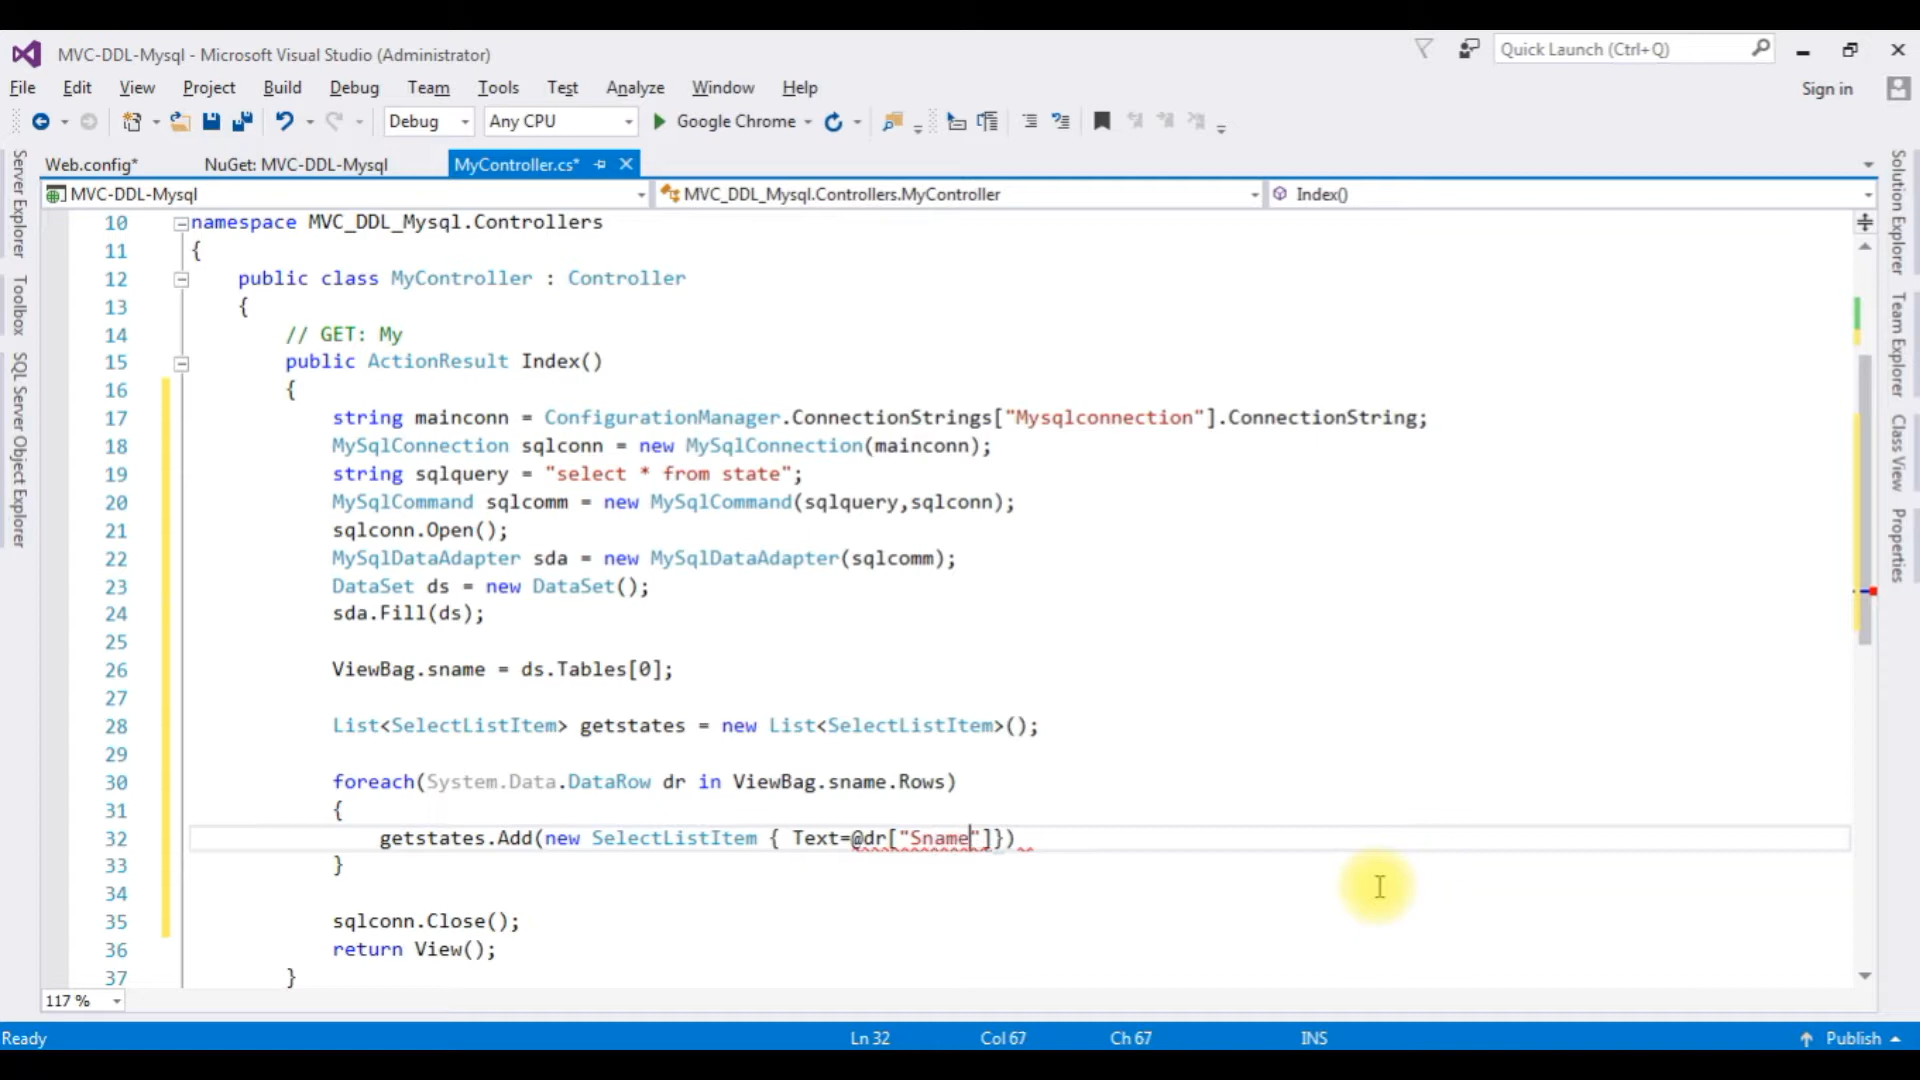 MVC-DDL-Mysql - Microsoft Visual Studio (Administrator)
Quick Launch (Ctrl+Q)
File Edit View Project Build Debug Team Tools Test Analyze Window Help
Sign in
Debug Any CPU Google Chrome
Web.config* NuGet: MVC-DDL-Mysql MyController.cs*
MVC-DDL-Mysql MVC_DDL_Mysql.Controllers.MyController Index()
Server Explorer
Toolbox
SQL Server Object Explorer
10 namespace MVC_DDL_Mysql.Controllers
11 {
12 public class MyController : Controller
13 {
14 // GET: My
15 public ActionResult Index()
16 {
17 string mainconn = ConfigurationManager.ConnectionStrings["Mysqlconnection"].ConnectionString;
18 MySqlConnection sqlconn = new MySqlConnection(mainconn);
19 string sqlquery = "select * from state";
20 MySqlCommand sqlcomm = new MySqlCommand(sqlquery,sqlconn);
21 sqlconn.Open();
22 MySqlDataAdapter sda = new MySqlDataAdapter(sqlcomm);
23 DataSet ds = new DataSet();
24 sda.Fill(ds);
25
26 ViewBag.sname = ds.Tables[0];
27
28 List<SelectListItem> getstates = new List<SelectListItem>();
29
30 foreach(System.Data.DataRow dr in ViewBag.sname.Rows)
31 {
32 getstates.Add(new SelectListItem { Text=@dr["Sname"]})
33 }
34
35 sqlconn.Close();
36 return View();
37 }
Solution Explorer
Team Explorer
Class View
Properties
117 %
Ready Ln 32 Col 67 Ch 67 INS Publish